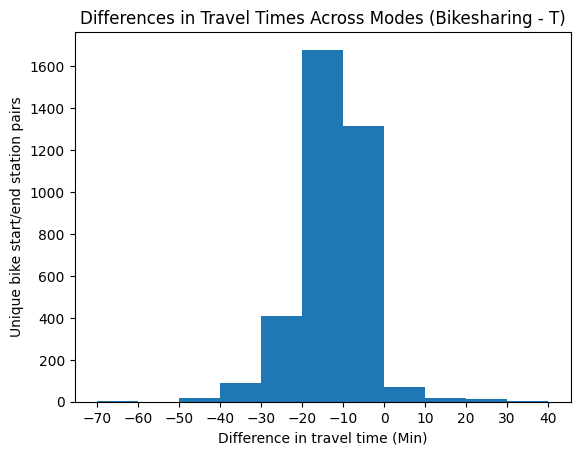 Differences in Travel Times Across Modes (Bikesharing - T)
Unique bike start/end station pairs
1600
1400
1200
1000
800
600
400
200
0
−70 −60 −50 −40 −30 −20 −10 0 10 20 30 40
Difference in travel time (Min)